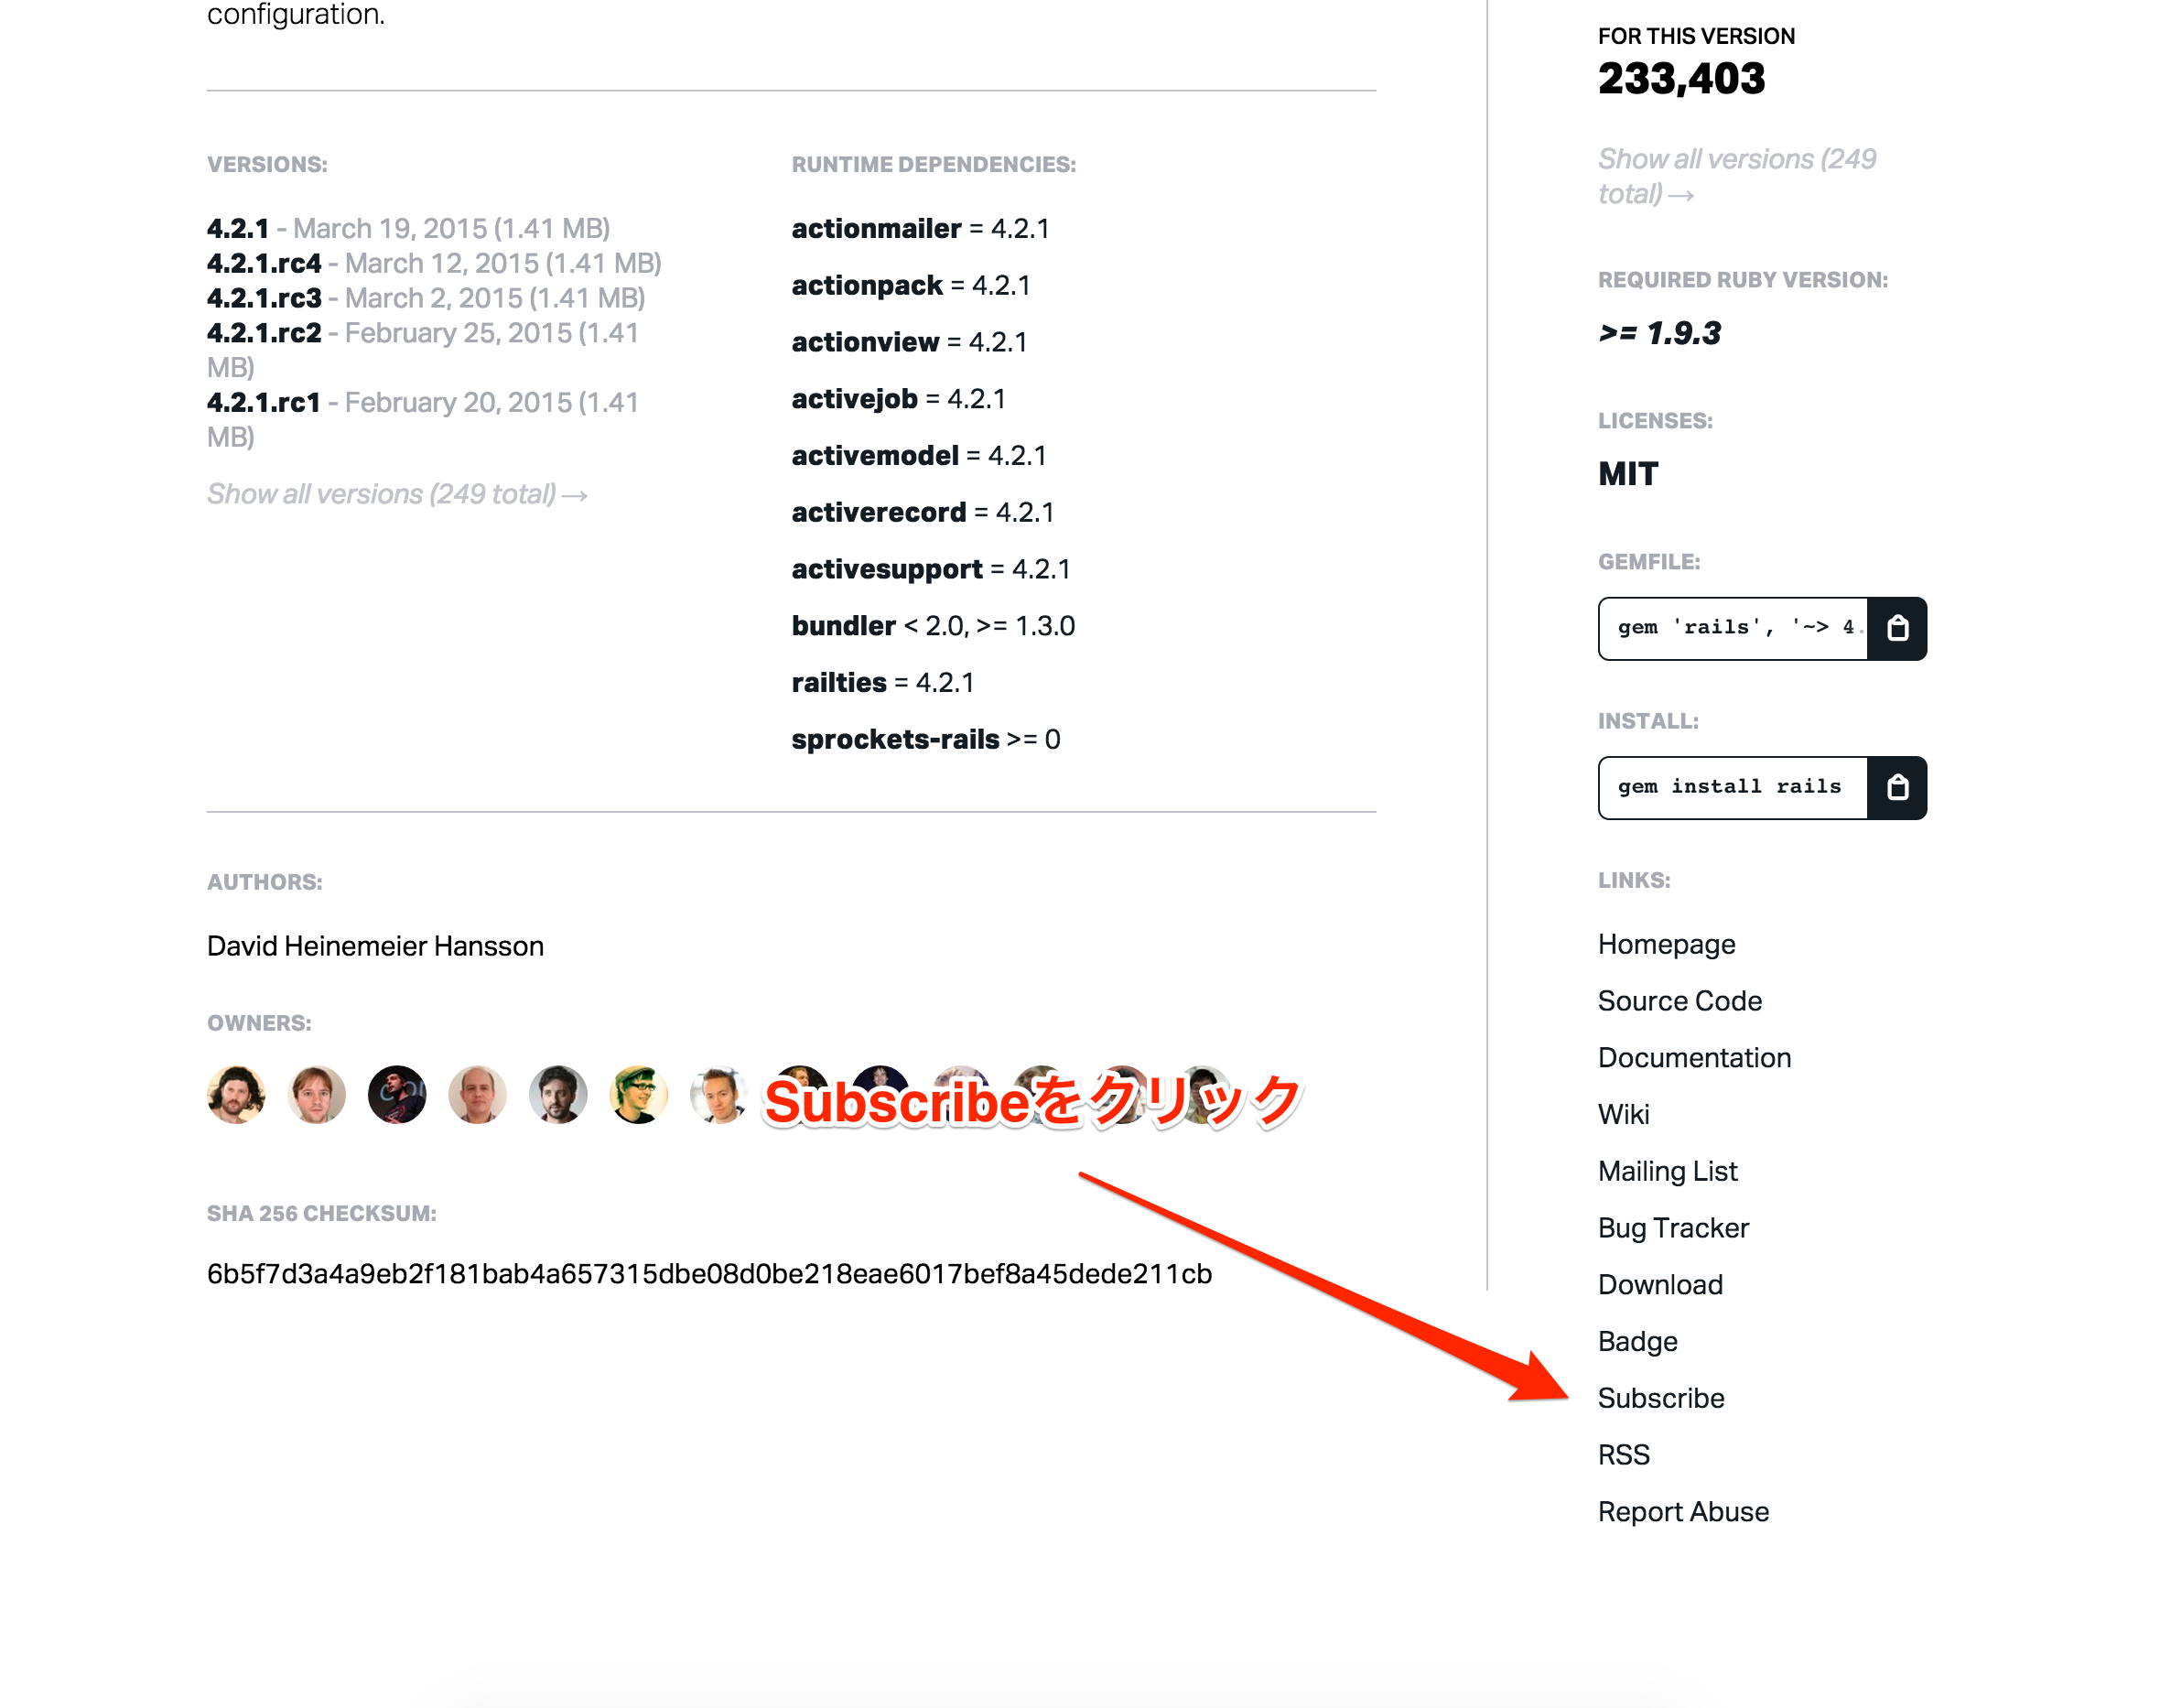 configuration.
VERSIONS:
4.2.1 - March 19, 2015 (1.41 MB)
4.2.1.rc4 - March 12, 2015 (1.41 MB)
4.2.1.rc3 - March 2, 2015 (1.41 MB)
4.2.1.rc2 - February 25, 2015 (1.41
MB)
4.2.1.rc1 - February 20, 2015 (1.41
MB)
Show all versions (249 total) →
RUNTIME DEPENDENCIES:
actionmailer = 4.2.1
actionpack = 4.2.1
actionview = 4.2.1
activejob = 4.2.1
activemodel = 4.2.1
activerecord = 4.2.1
activesupport = 4.2.1
bundler < 2.0, >= 1.3.0
railties = 4.2.1
sprockets-rails >= 0
AUTHORS:
David Heinemeier Hansson
OWNERS:
Subscribeをクリック
SHA 256 CHECKSUM:
6b5f7d3a4a9eb2f181bab4a657315dbe08d0be218eae6017bef8a45dede211cb
FOR THIS VERSION
233,403
Show all versions (249
total) →
REQUIRED RUBY VERSION:
>= 1.9.3
LICENSES:
MIT
GEMFILE:
gem 'rails', '~> 4.
INSTALL:
gem install rails
LINKS:
Homepage
Source Code
Documentation
Wiki
Mailing List
Bug Tracker
Download
Badge
Subscribe
RSS
Report Abuse